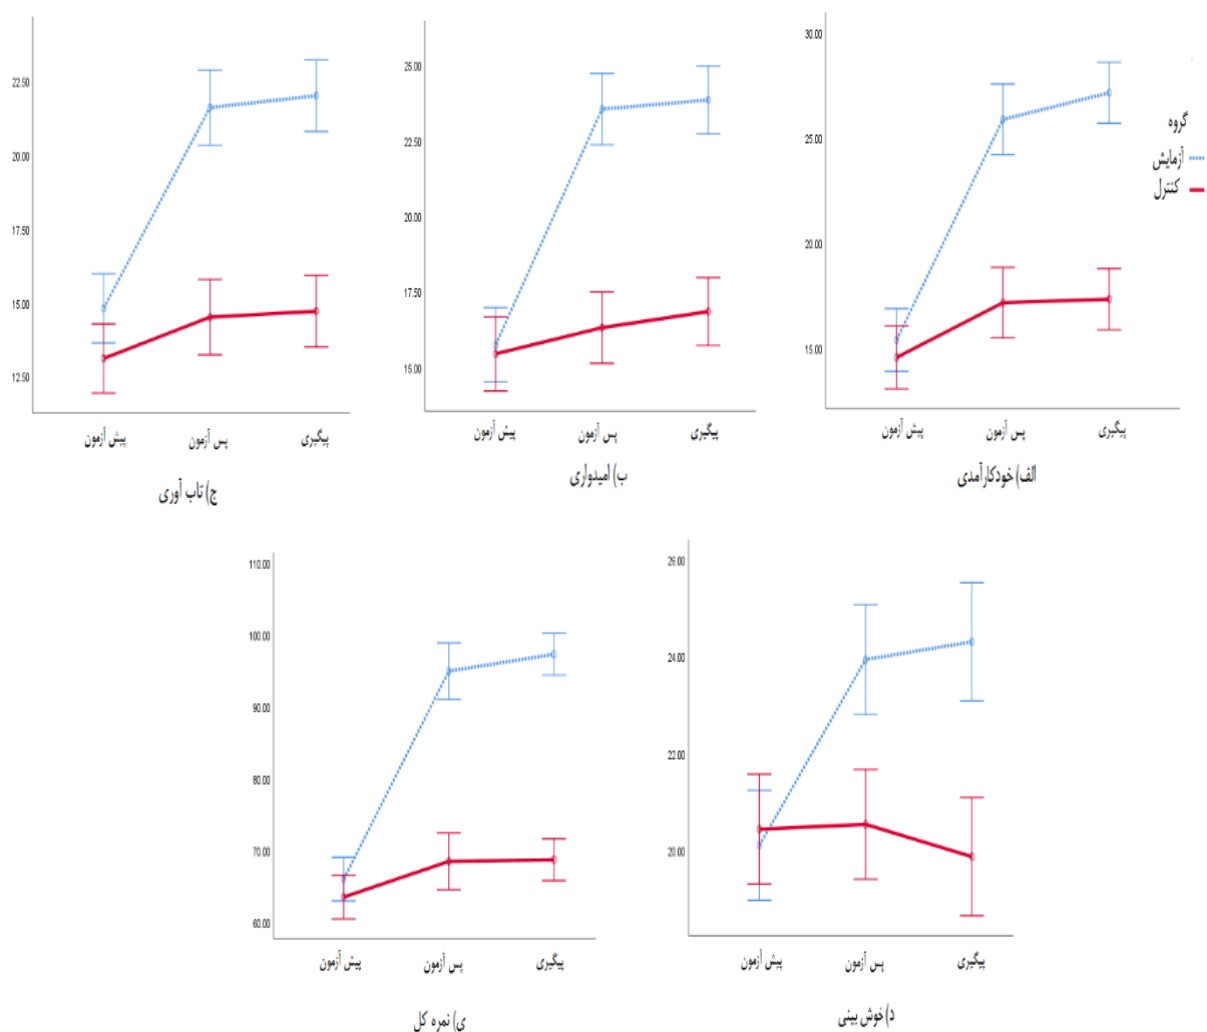 گروه
آزمایش
کنترل
30.00
25.00
20.00
15.00
پیش آزمون
پس آزمون
پیگیری
الف) خودکارآمدی
25.00
22.50
20.00
17.50
15.00
پیش آزمون
پس آزمون
پیگیری
ب) امیدواری
22.50
20.00
17.50
15.00
12.50
پیش آزمون
پس آزمون
پیگیری
ج) تاب آوری
26.00
24.00
22.00
20.00
پیش آزمون
پس آزمون
پیگیری
د) خوش بینی
110.00
100.00
90.00
80.00
70.00
60.00
پیش آزمون
پس آزمون
پیگیری
ی) نمره کل